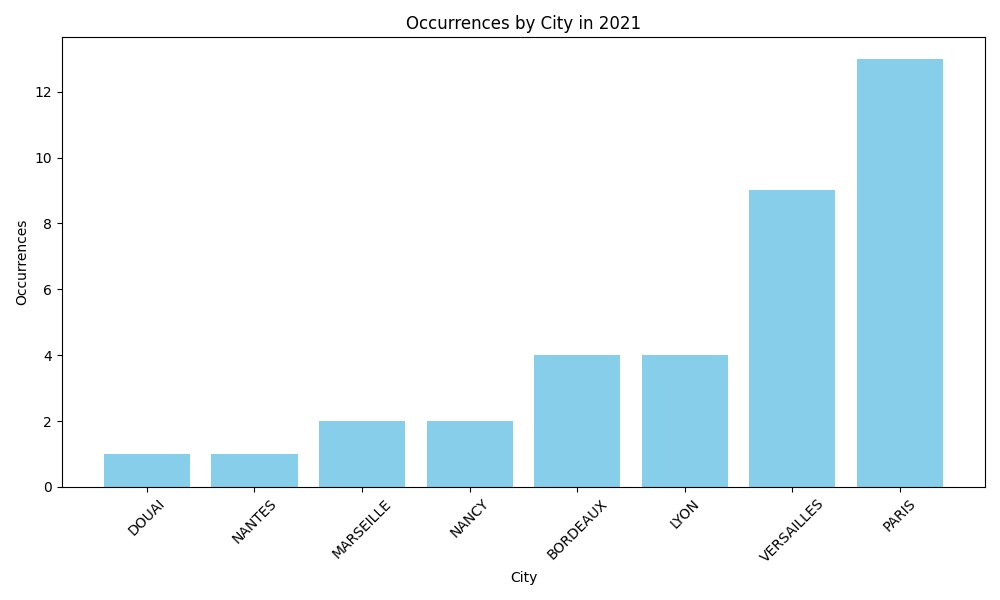 Occurrences by City in 2021
Occurrences
12
10
8
6
4
2
0
DOUAI
NANTES
MARSEILLE
NANCY
BORDEAUX
LYON
VERSAILLES
PARIS
City